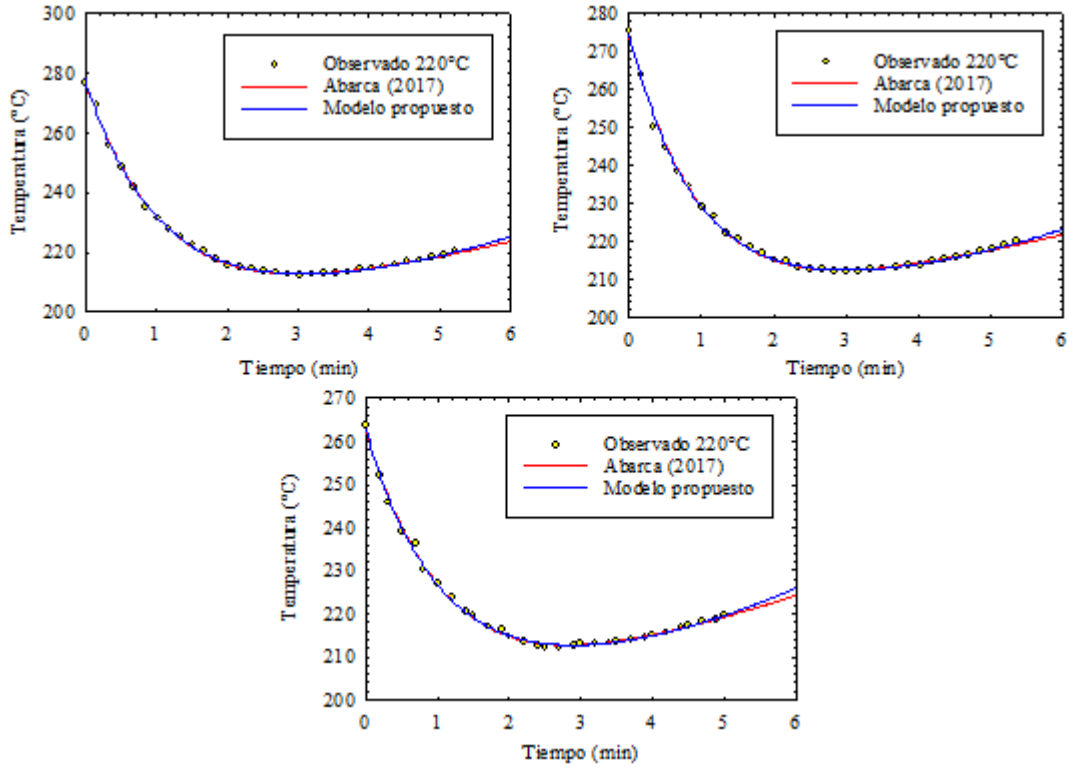 300
280
260
240
220
200
Temperatura (°C)
0 1 2 3 4 5 6
Tiempo (min)
Observado 220°C
Abarca (2017)
Modelo propuesto
280
270
260
250
240
230
220
210
200
Temperatura (°C)
0 1 2 3 4 5 6
Tiempo (min)
Observado 220°C
Abarca (2017)
Modelo propuesto
270
260
250
240
230
220
210
200
Temperatura (°C)
0 1 2 3 4 5 6
Tiempo (min)
Observado 220°C
Abarca (2017)
Modelo propuesto